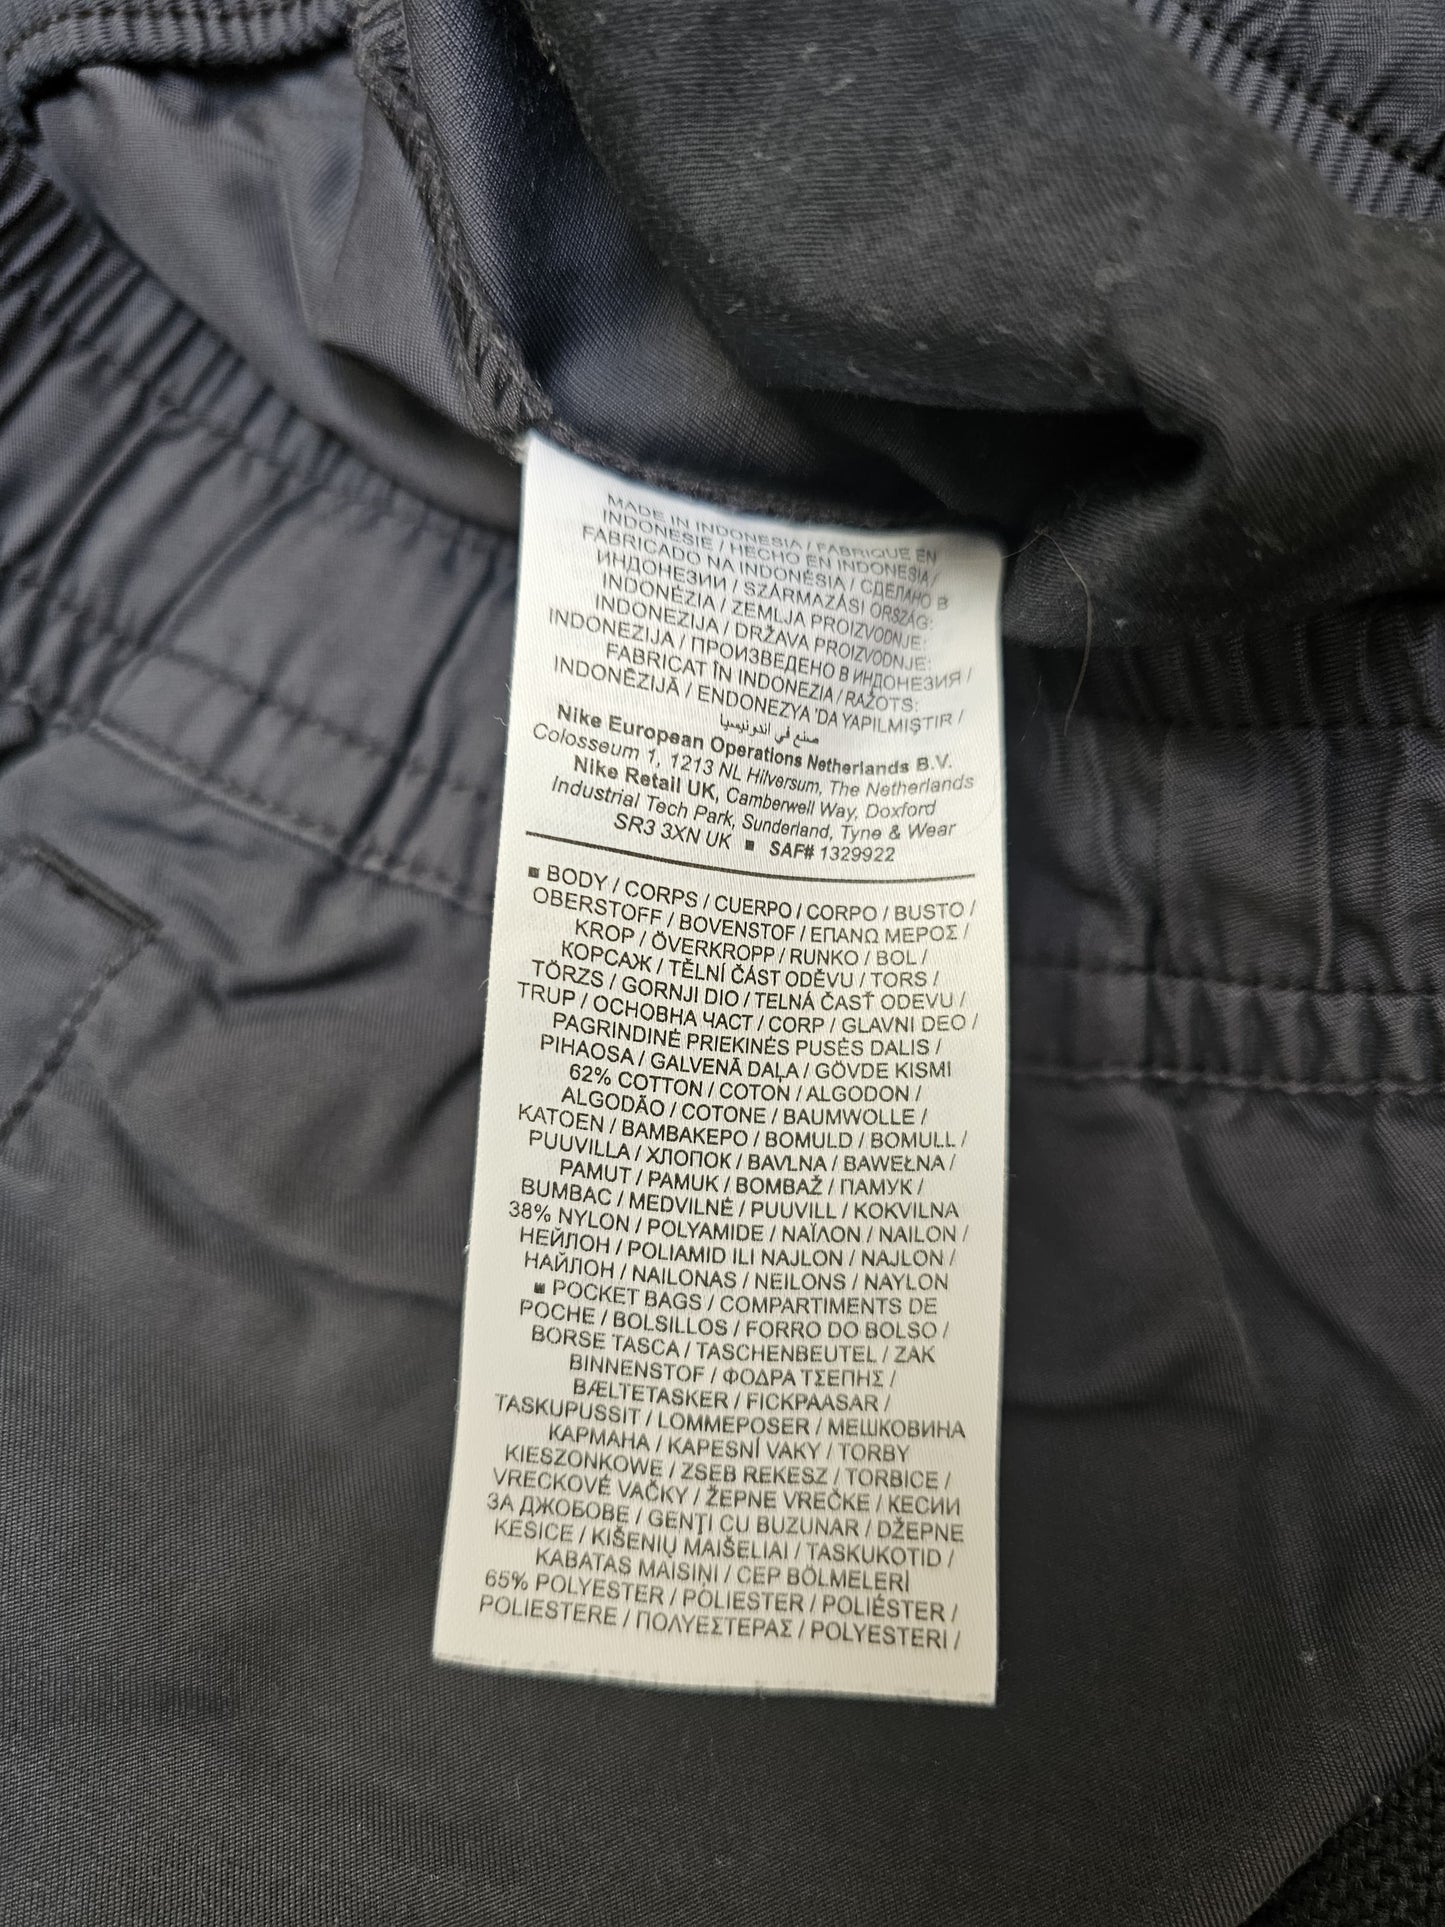 MADE IN INDONESIA / FABRIQUÉ EN
INDONESIE / HECHO EN INDONESIA /
FABRICADO NA INDONÉSIA / СДЕЛАНО В
ИНДОНЕЗИИ / SZÁRMAZÁSI ORSZÁG:
INDONÉZIA / ZEMLJA PROIZVODNJE:
INDONEZIJA / DRŽAVA PROIZVODNJE:
INDONEZIJA / ПРОИЗВЕДЕНО В ИНДОНЕЗИЯ /
FABRICAT ÎN INDONEZIA / RAŽOTS:
INDONĒZIJĀ / ENDONEZYA 'DA YAPILMIŞTIR /
صنع في أندونيسيا
Nike European Operations Netherlands B.V.
Colosseum 1, 1213 NL Hilversum, The Netherlands
Nike Retail UK, Camberwell Way, Doxford
Industrial Tech Park, Sunderland, Tyne & Wear
SR3 3XN UK ■ SAF# 1329922
■ BODY / CORPS / CUERPO / CORPO / BUSTO /
OBERSTOFF / BOVENSTOF / ΕΠΑΝΩ ΜΕΡΟΣ /
KROP / ÖVERKROPP / RUNKO / BOL /
КОРСАЖ / TĚLNÍ ČÁST ODĚVU / TORS /
TÖRZS / GORNJI DIO / TELNÁ ČASŤ ODEVU /
TRUP / ОСНОВНА ЧАСТ / CORP / GLAVNI DEO /
PAGRINDINĖ PRIEKINĖS PUSĖS DALIS /
PIHAOSA / GALVENĀ DAĻA / GÖVDE KISMI
62% COTTON / COTON / ALGODON /
ALGODÃO / COTONE / BAUMWOLLE /
KATOEN / ΒΑΜΒΑΚΕΡΟ / BOMULD / BOMULL /
PUUVILLA / ХЛОПОК / BAVLNA / BAWEŁNA /
PAMUT / PAMUK / BOMBAŽ / ПАМУК /
BUMBAC / MEDVILNĖ / PUUVILL / KOKVILNA
38% NYLON / POLYAMIDE / ΝΑΪΛΟΝ / NAILON /
НЕЙЛОН / POLIAMID ILI NAJLON / NAJLON /
НАЙЛОН / NAILONAS / NEILONS / NAYLON
■ POCKET BAGS / COMPARTIMENTS DE
POCHE / BOLSILLOS / FORRO DO BOLSO /
BORSE TASCA / TASCHENBEUTEL / ZAK
BINNENSTOF / ΦΟΔΡΑ ΤΣΕΠΗΣ /
BÆLTETASKER / FICKPAASAR /
TASKUPUSSIT / LOMMEPOSER / МЕШКОВИНА
КАРМАНА / KAPESNÍ VAKY / TORBY
KIESZONKOWE / ZSEB REKESZ / TORBICE /
VRECKOVÉ VAČKY / ŽEPNE VREČKE / КЕСИИ
ЗА ДЖОБОВЕ / GENŢI CU BUZUNAR / DŽEPNE
KESICE / KIŠENIŲ MAIŠELIAI / TASKUKOTID /
KABATAS MAISINI / CEP BÖLMELERİ
65% POLYESTER / POLIESTER / POLIÉSTER /
POLIESTERE / ΠΟΛΥΕΣΤΕΡΑΣ / POLYESTERI /